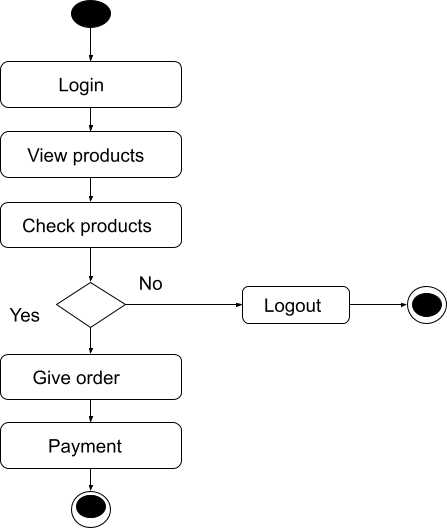 Login
View products
Check products
No
Yes
Logout
Give order
Payment